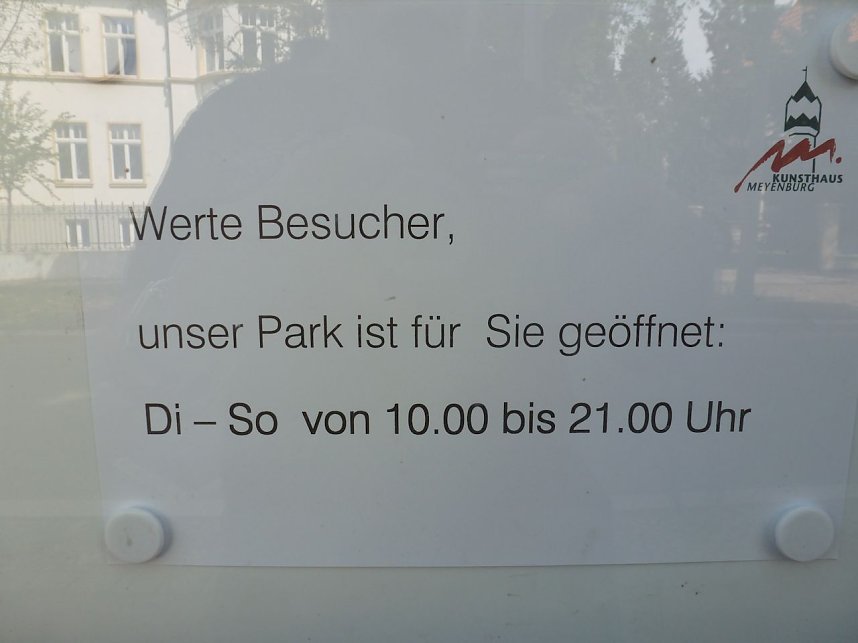 M.
KUNSTHAUS
MEYENBURG
Werte Besucher,
unser Park ist für Sie geöffnet:
Di – So von 10.00 bis 21.00 Uhr